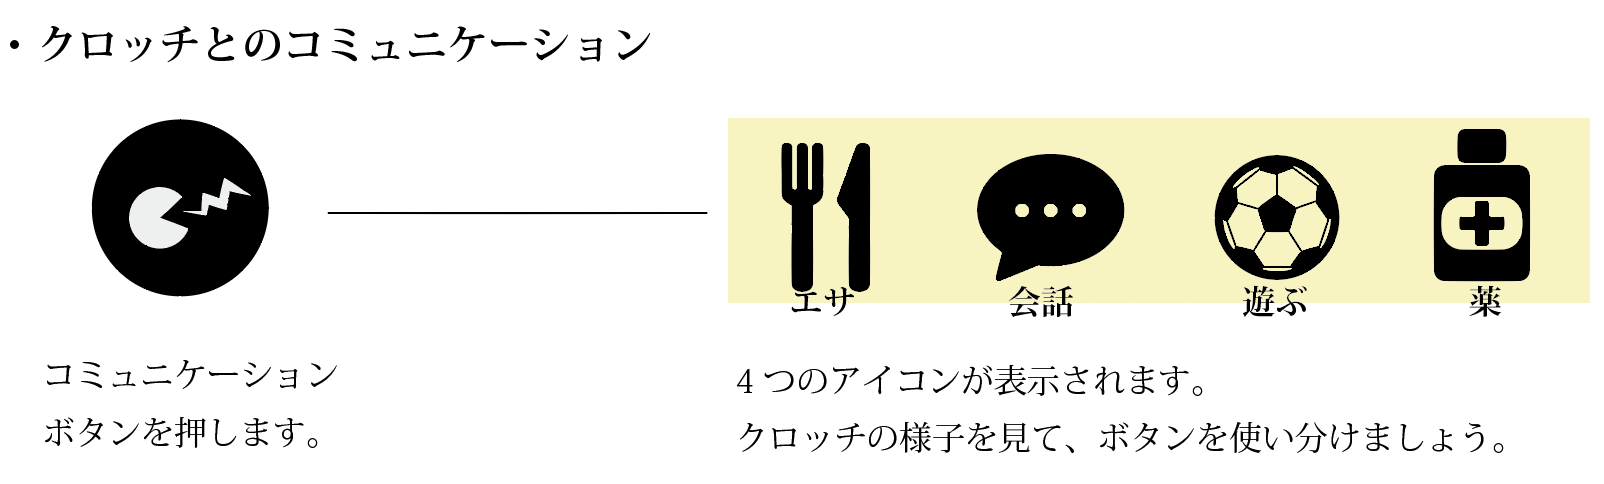 ・クロッチとのコミュニケーション
エサ
会話
遊ぶ
薬
コミュニケーション
ボタンを押します。
4つのアイコンが表示されます。
クロッチの様子を見て、ボタンを使い分けましょう。